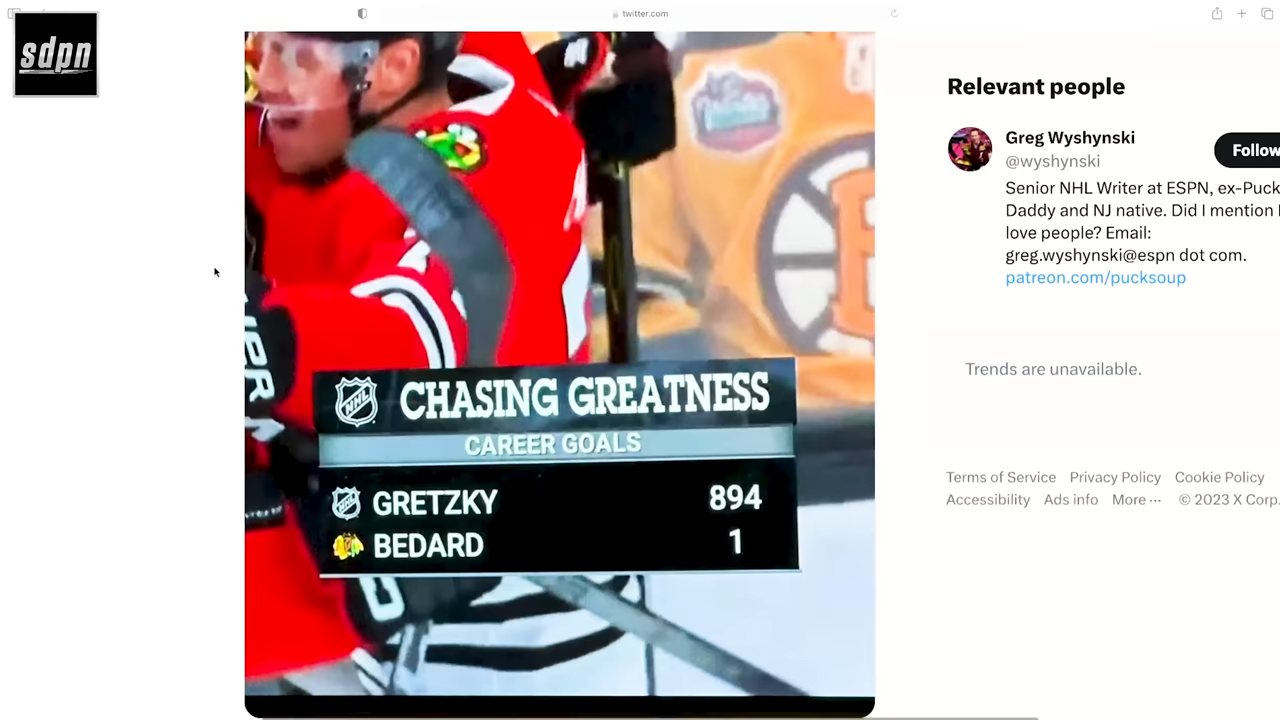 twitter.com
sdpn
Relevant people
Greg Wyshynski
@wyshynski
Follow
Senior NHL Writer at ESPN, ex-Puck
Daddy and NJ native. Did I mention I
love people? Email:
greg.wyshynski@espn dot com.
patreon.com/pucksoup
Trends are unavailable.
NHL
CHASING GREATNESS
CAREER GOALS
NHL
GRETZKY 894
BEDARD 1
Terms of Service Privacy Policy Cookie Policy
Accessibility Ads info More ··· © 2023 X Corp.